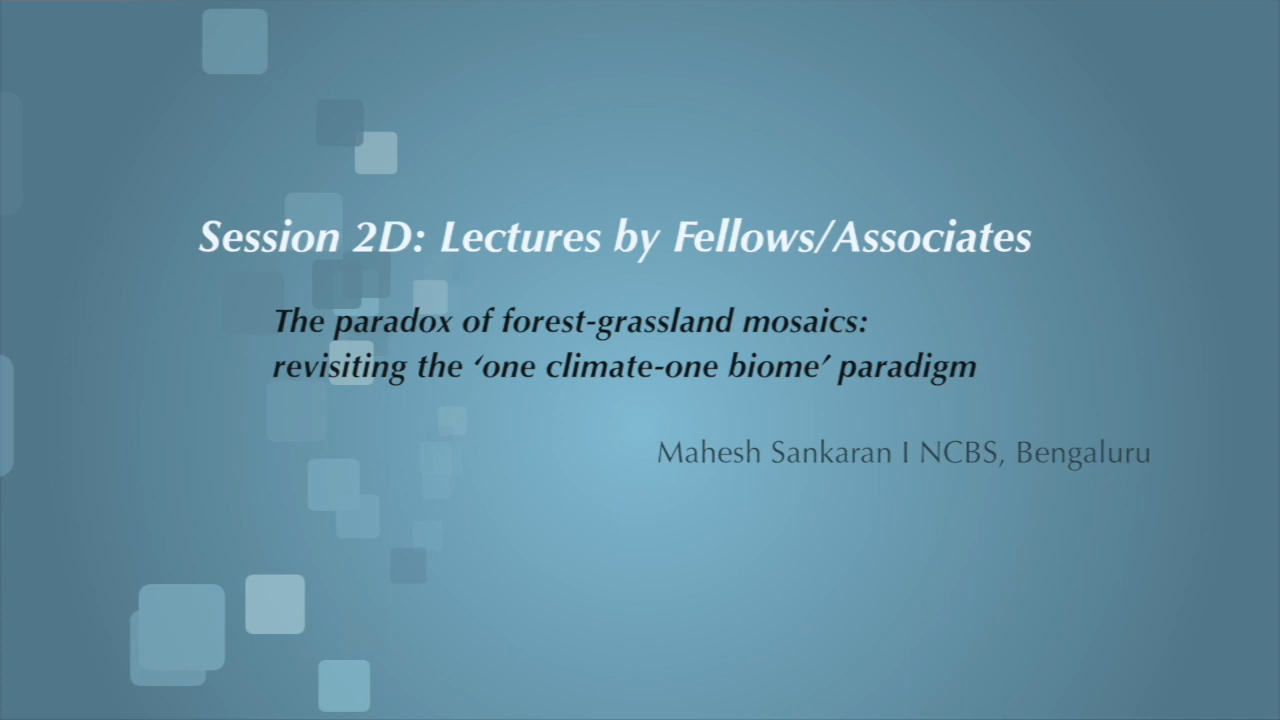 Session 2D: Lectures by Fellows/Associates
The paradox of forest-grassland mosaics:
revisiting the ‘one climate-one biome’ paradigm
Mahesh Sankaran I NCBS, Bengaluru